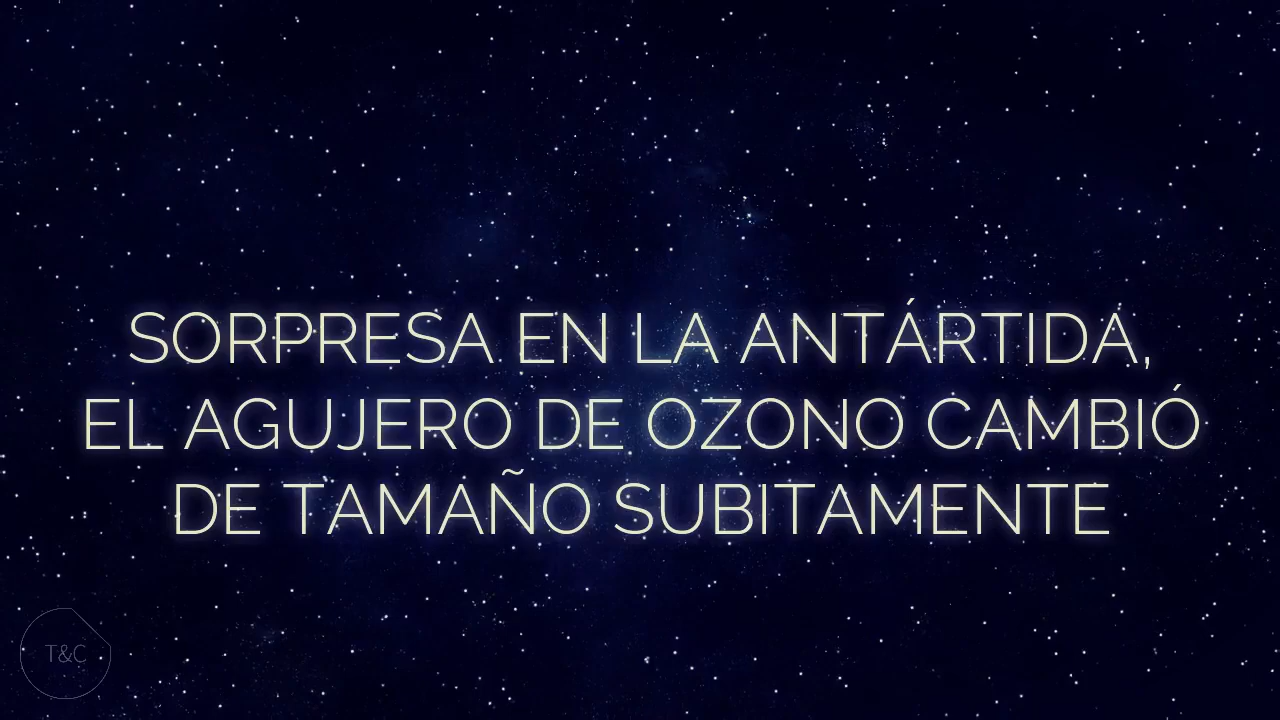 SORPRESA EN LA ANTÁRTIDA,
EL AGUJERO DE OZONO CAMBIÓ
DE TAMAÑO SUBITAMENTE
T&C